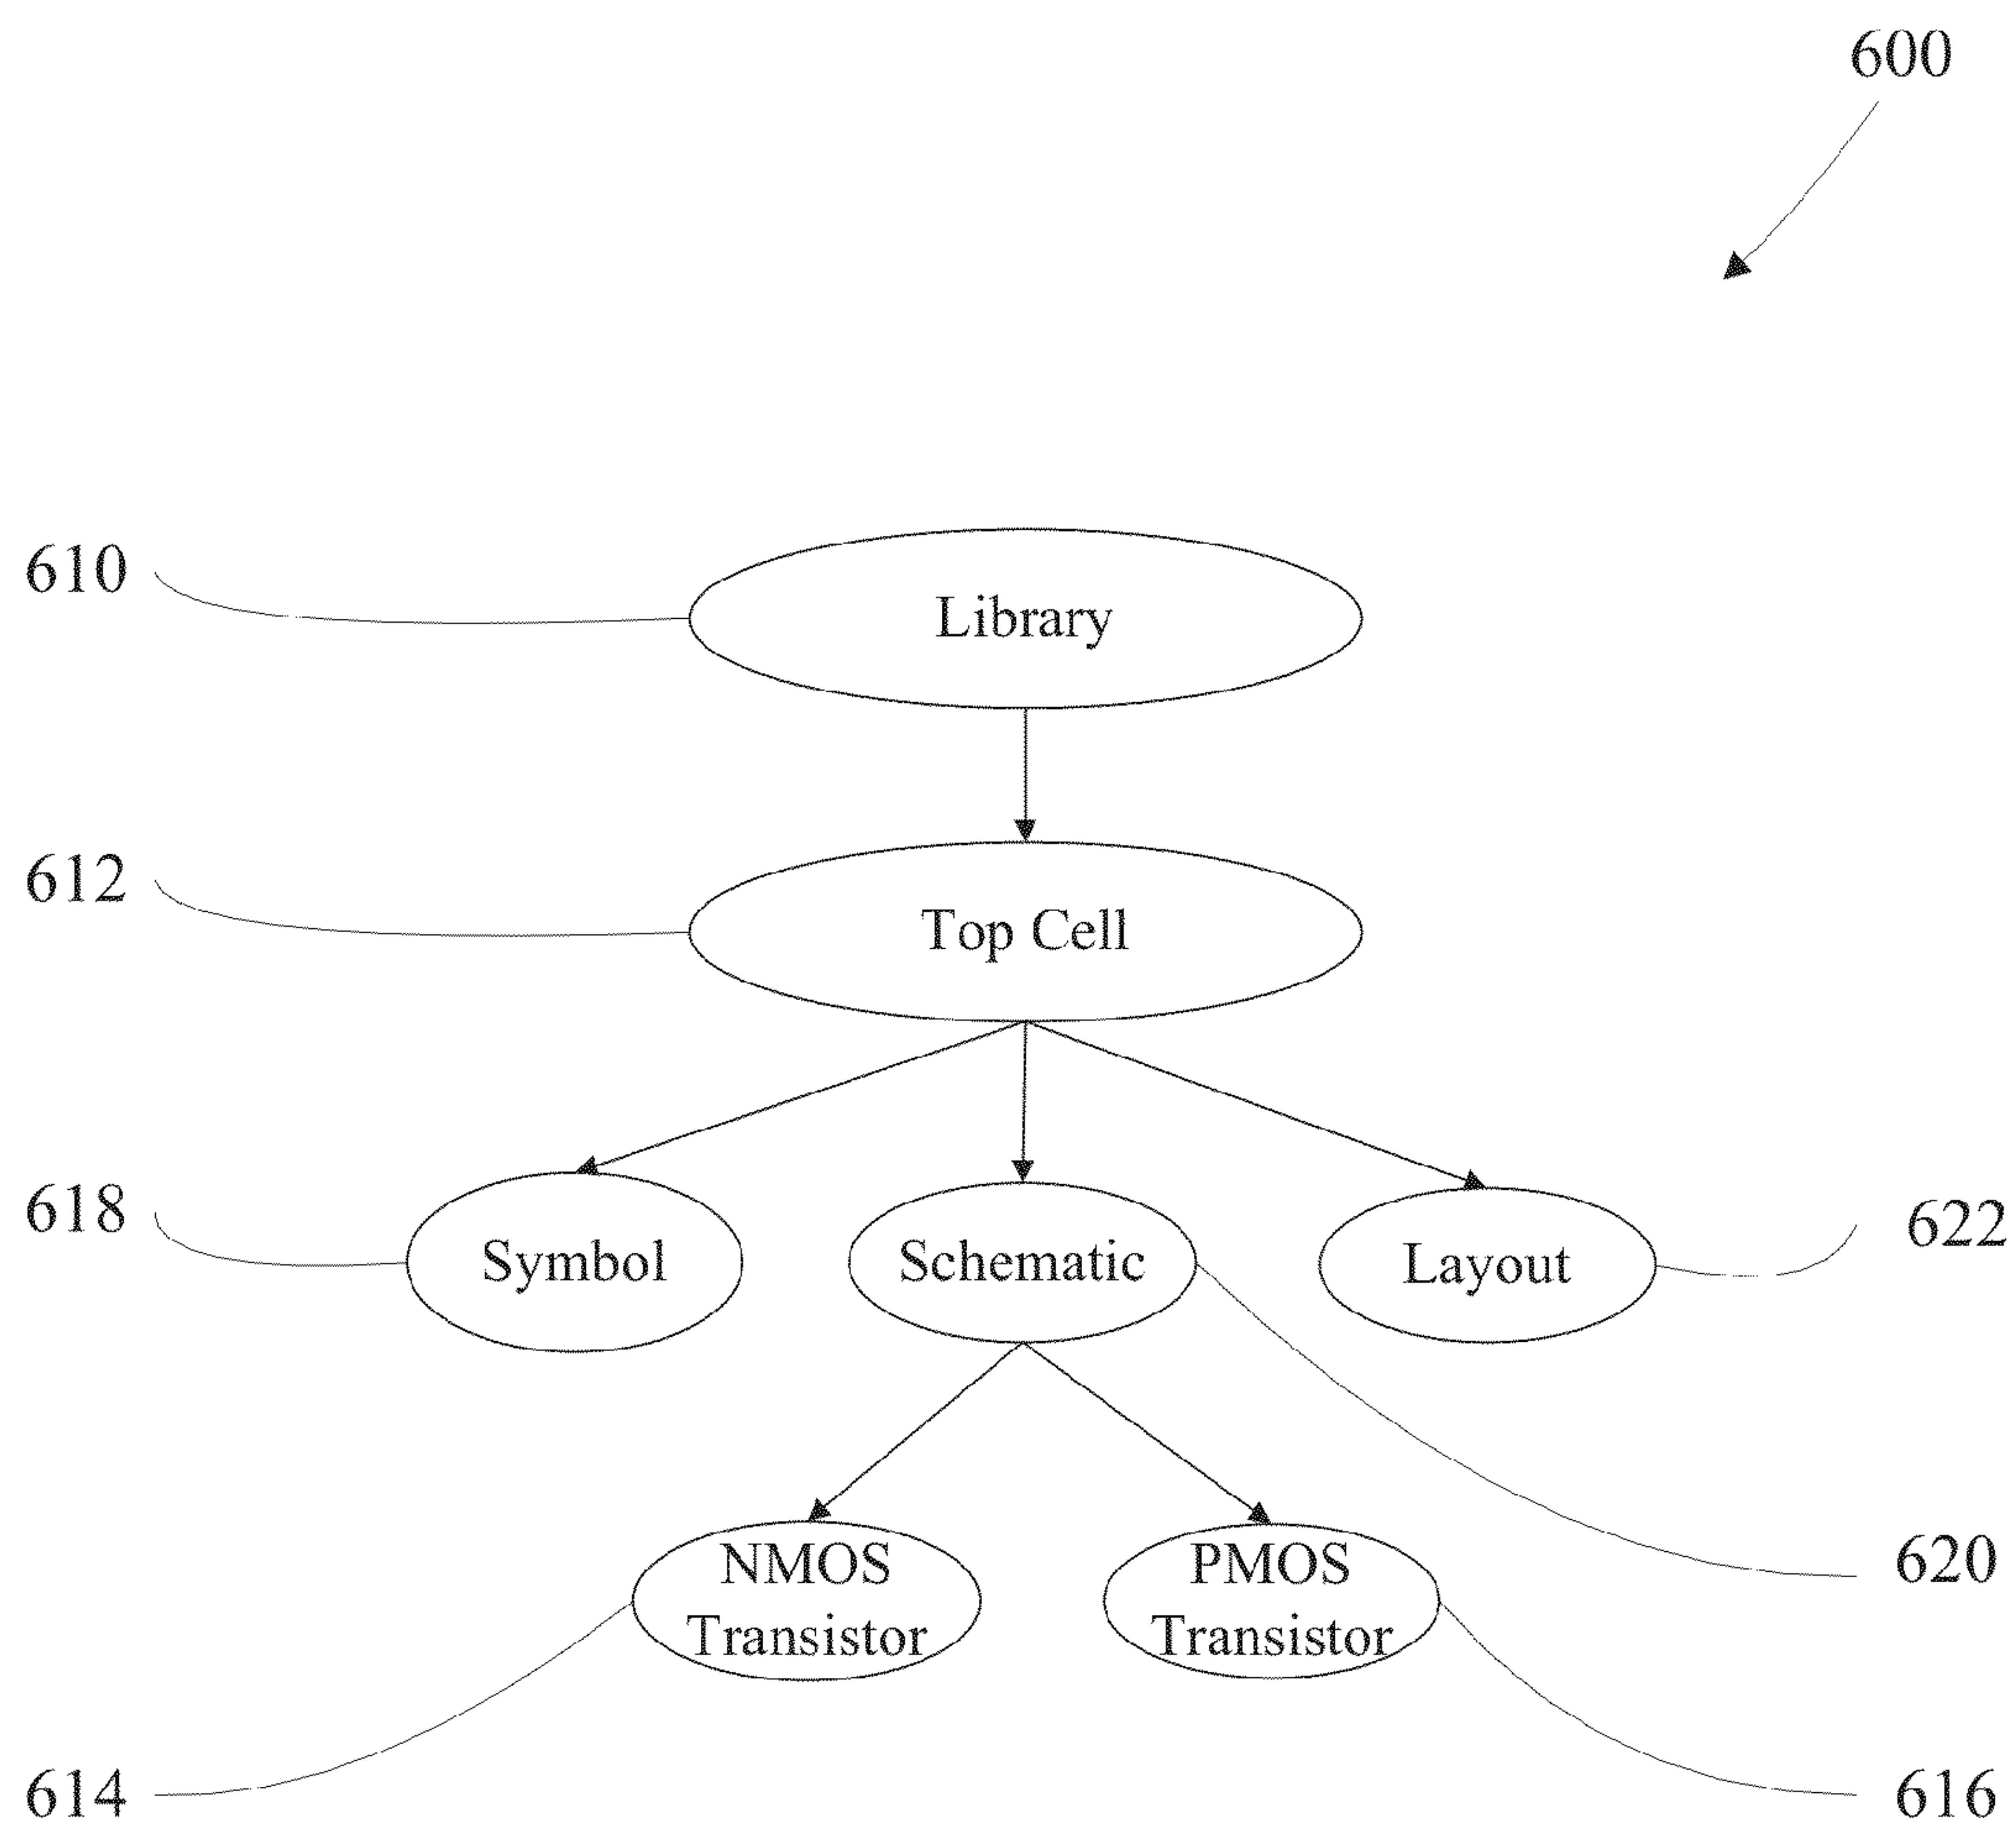 600
610
Library
612
Top Cell
618
Symbol
Schematic
Layout
622
NMOS
Transistor
PMOS
Transistor
620
614
616